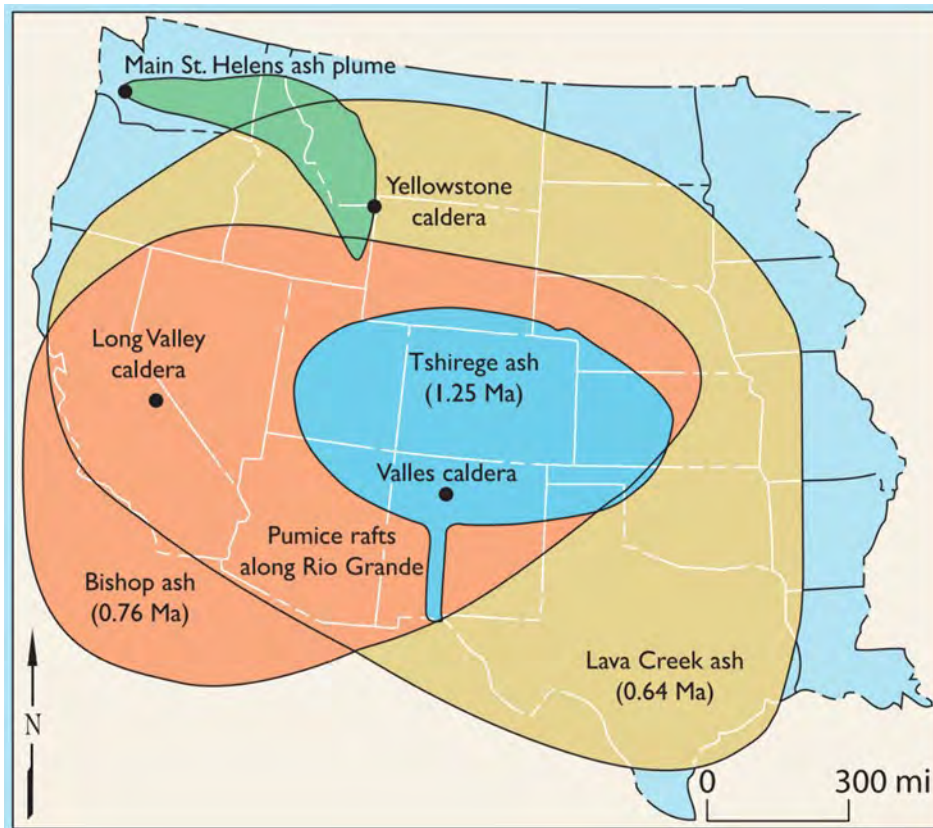 Main St. Helens ash plume
Yellowstone
caldera
Long Valley
caldera
Tshirege ash
(1.25 Ma)
Valles caldera
Pumice rafts
along Rio Grande
Bishop ash
(0.76 Ma)
Lava Creek ash
(0.64 Ma)
N
0 300 mi